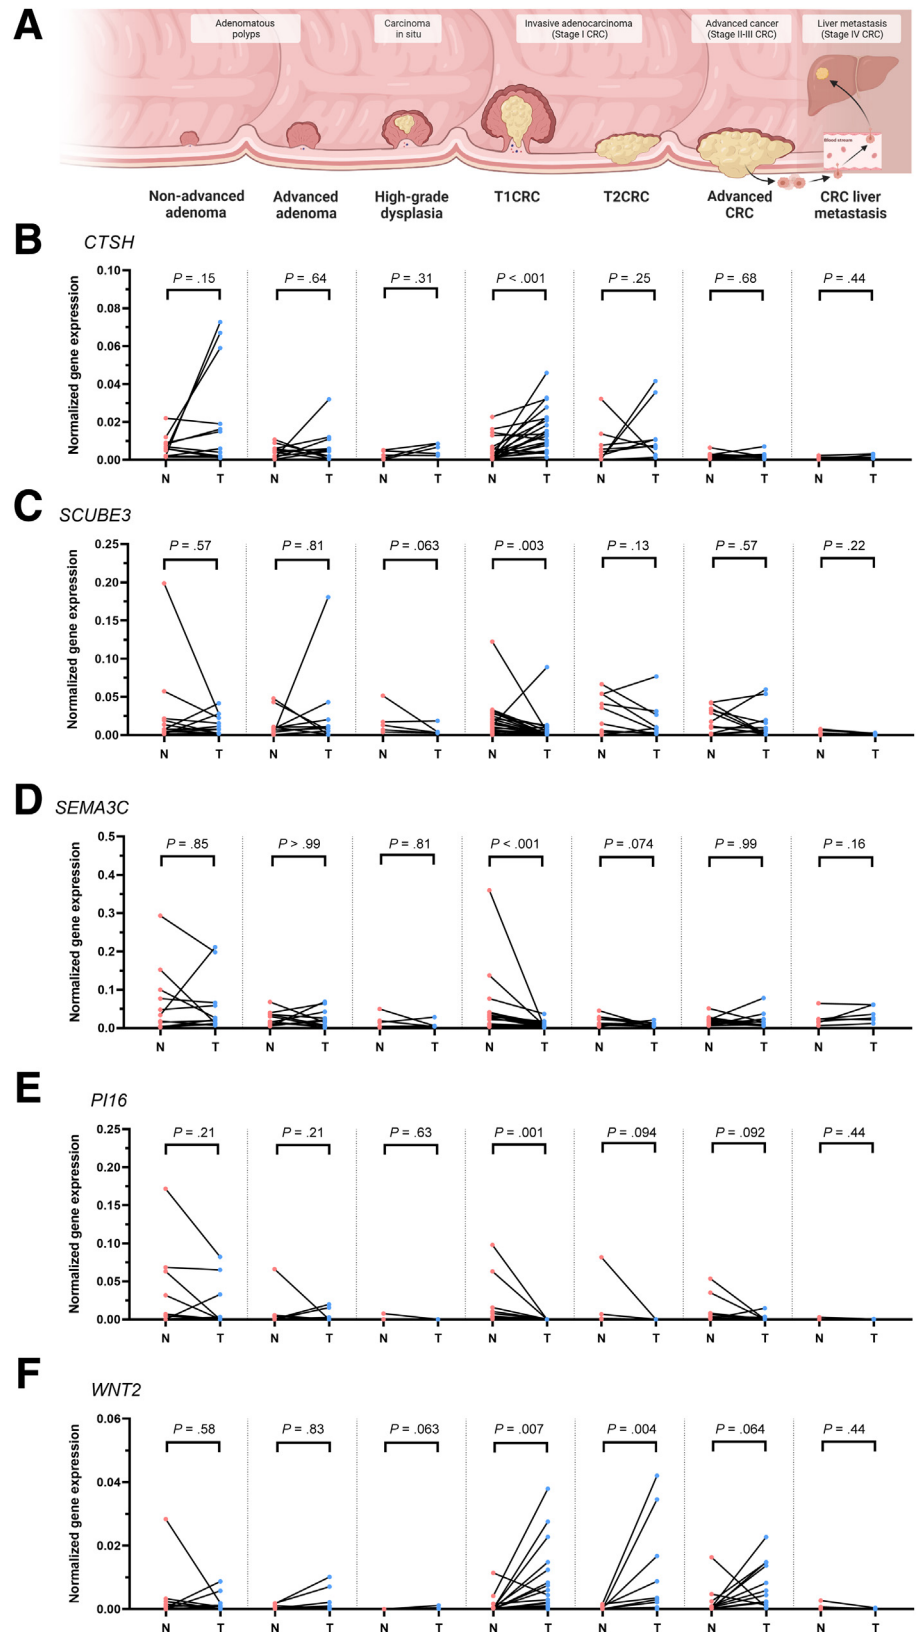 A
Adenomatous
polyps
Carcinoma
in situ
Invasive adenocarcinoma
(Stage I CRC)
Advanced cancer
(Stage II-III CRC)
Liver metastasis
(Stage IV CRC)
Blood stream
Non-advanced
adenoma
Advanced
adenoma
High-grade
dysplasia
T1CRC
T2CRC
Advanced
CRC
CRC liver
metastasis
B
CTSH
Normalized gene expression
0.10
0.08
0.06
0.04
0.02
0.00
P = .15
P = .64
P = .31
P < .001
P = .25
P = .68
P = .44
N T N T N T N T N T N T N T
C
SCUBE3
Normalized gene expression
0.25
0.20
0.15
0.10
0.05
0.00
P = .57
P = .81
P = .063
P = .003
P = .13
P = .57
P = .22
N T N T N T N T N T N T N T
D
SEMA3C
Normalized gene expression
0.5
0.4
0.3
0.2
0.1
0.0
P = .85
P > .99
P = .81
P < .001
P = .074
P = .99
P = .16
N T N T N T N T N T N T N T
E
PI16
Normalized gene expression
0.25
0.20
0.15
0.10
0.05
0.00
P = .21
P = .21
P = .63
P = .001
P = .094
P = .092
P = .44
N T N T N T N T N T N T N T
F
WNT2
Normalized gene expression
0.06
0.04
0.02
0.00
P = .58
P = .83
P = .063
P = .007
P = .004
P = .064
P = .44
N T N T N T N T N T N T N T